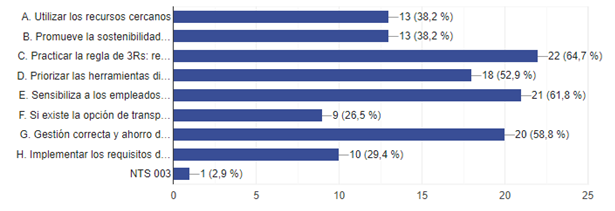 A. Utilizar los recursos cercanos 13 (38,2 %)
B. Promueve la sostenibilidad… 13 (38,2 %)
C. Practicar la regla de 3Rs: re… 22 (64,7 %)
D. Priorizar las herramientas di… 18 (52,9 %)
E. Sensibiliza a los empleados… 21 (61,8 %)
F. Si existe la opción de transp… 9 (26,5 %)
G. Gestión correcta y ahorro d… 20 (58,8 %)
H. Implementar los requisitos d… 10 (29,4 %)
NTS 003 1 (2,9 %)
0 5 10 15 20 25